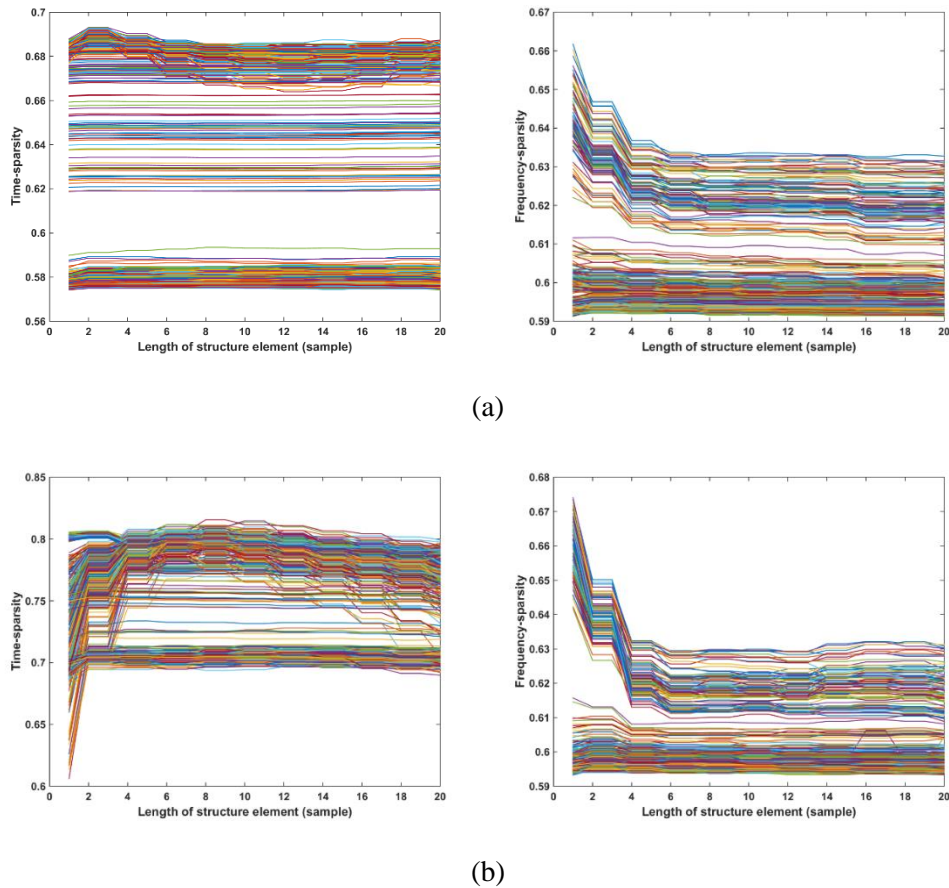 0.7
0.68
0.66
0.64
0.62
0.6
0.58
0.56
Time-sparsity
0 2 4 6 8 10 12 14 16 18 20
Length of structure element (sample)
0.67
0.66
0.65
0.64
0.63
0.62
0.61
0.6
0.59
Frequency-sparsity
0 2 4 6 8 10 12 14 16 18 20
Length of structure element (sample)
(a)
0.85
0.8
0.75
0.7
0.65
0.6
Time-sparsity
0 2 4 6 8 10 12 14 16 18 20
Length of structure element (sample)
0.68
0.67
0.66
0.65
0.64
0.63
0.62
0.61
0.6
0.59
Frequency-sparsity
0 2 4 6 8 10 12 14 16 18 20
Length of structure element (sample)
(b)